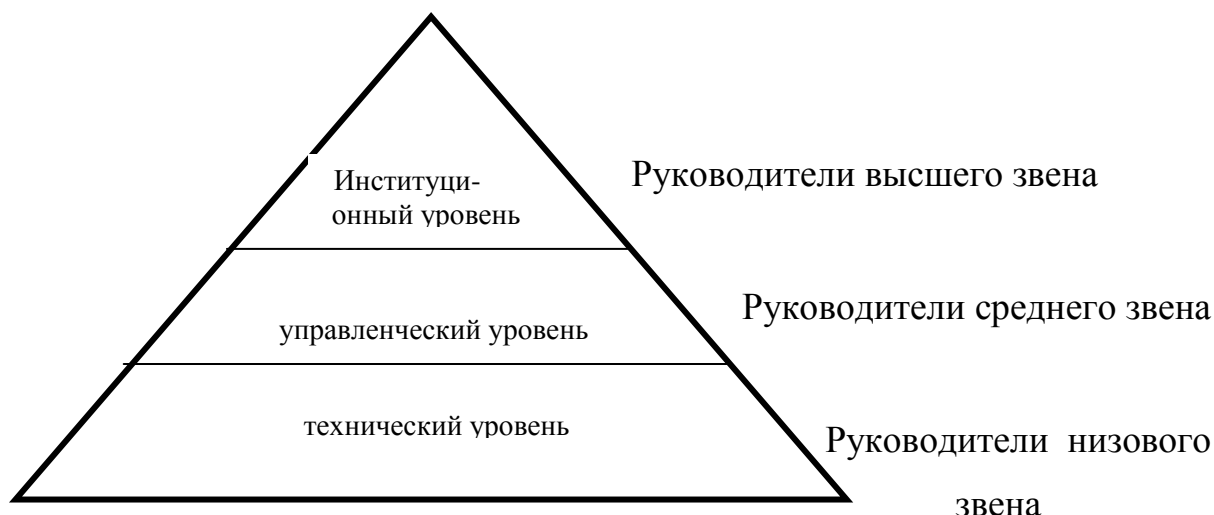 Институци-
онный уровень
Руководители высшего звена
управленческий уровень
Руководители среднего звена
технический уровень
Руководители низового
звена